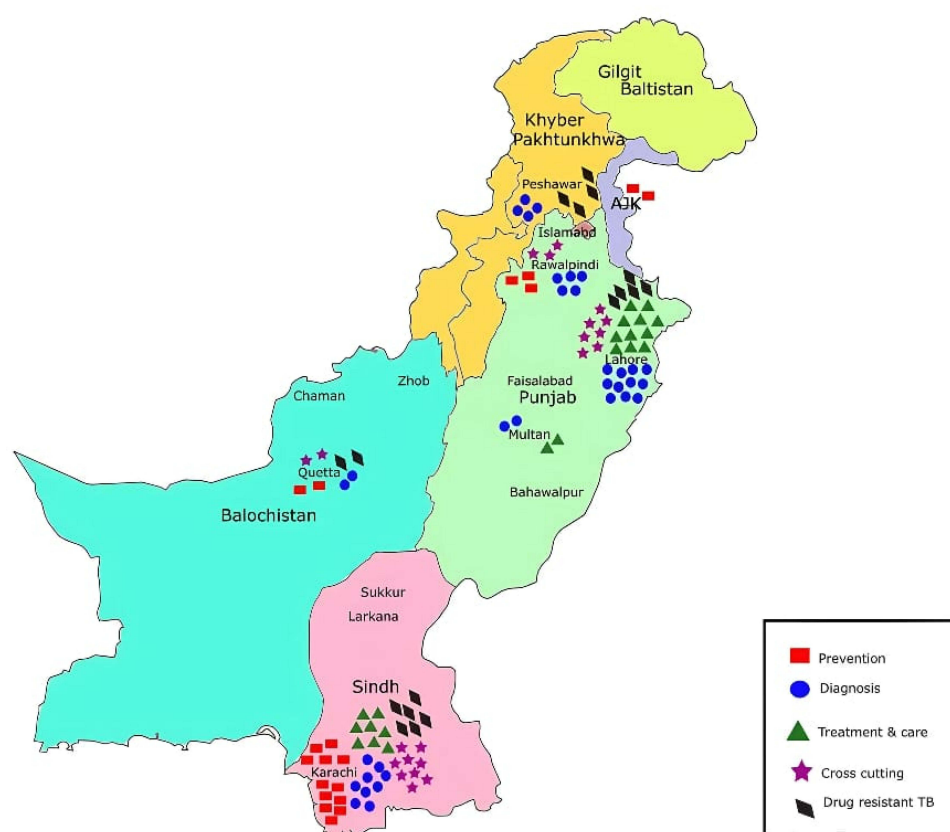 Gilgit
Baltistan
Khyber
Pakhtunkhwa
Peshawar
AJK
Islamabd
Rawalpindi
Lahore
Zhob
Faisalabad
Chaman
Punjab
Multan
Quetta
Bahawalpur
Balochistan
Sukkur
Larkana
Sindh
Karachi
Prevention
Diagnosis
Treatment & care
Cross cutting
Drug resistant TB